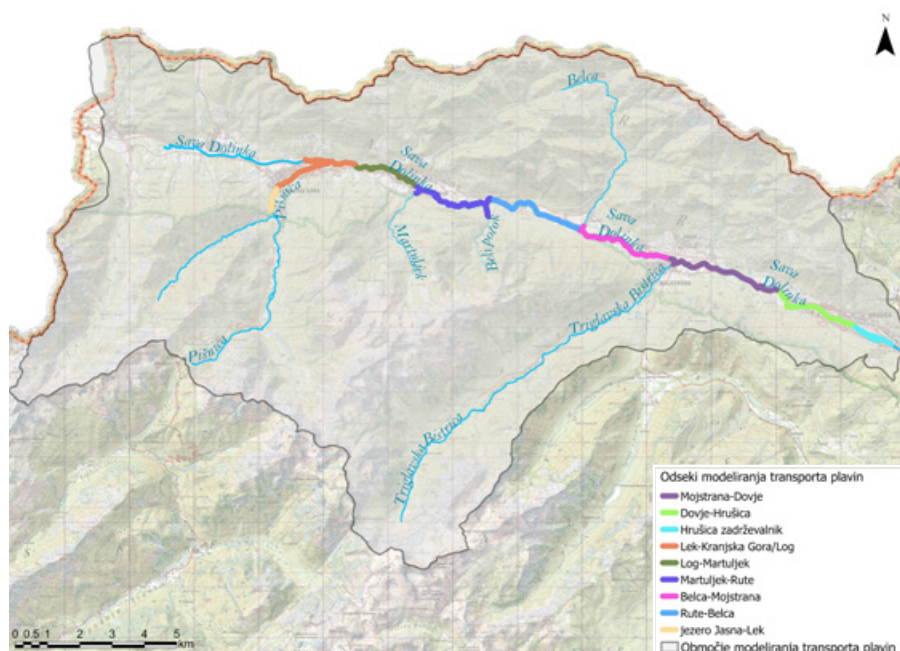 N
Belca
Sava Dolinka
Sava
Dolinka
Pišnica
Martuljek
Beli potok
Sava
Dolinka
Sava
Dolinka
Triglavska Bistrica
Pišnica
Triglavska Bistrica
Odseki modeliranja transporta plavin
Mojstrana-Dovje
Dovje-Hrušica
Hrušica zadrževalnik
Lek-Kranjska Gora/Log
Log-Martuljek
Martuljek-Rute
Belca-Mojstrana
Rute-Belca
jezero Jasna-Lek
Območje modeliranja transporta plavin
0 0.5 1 2 3 4 5
km